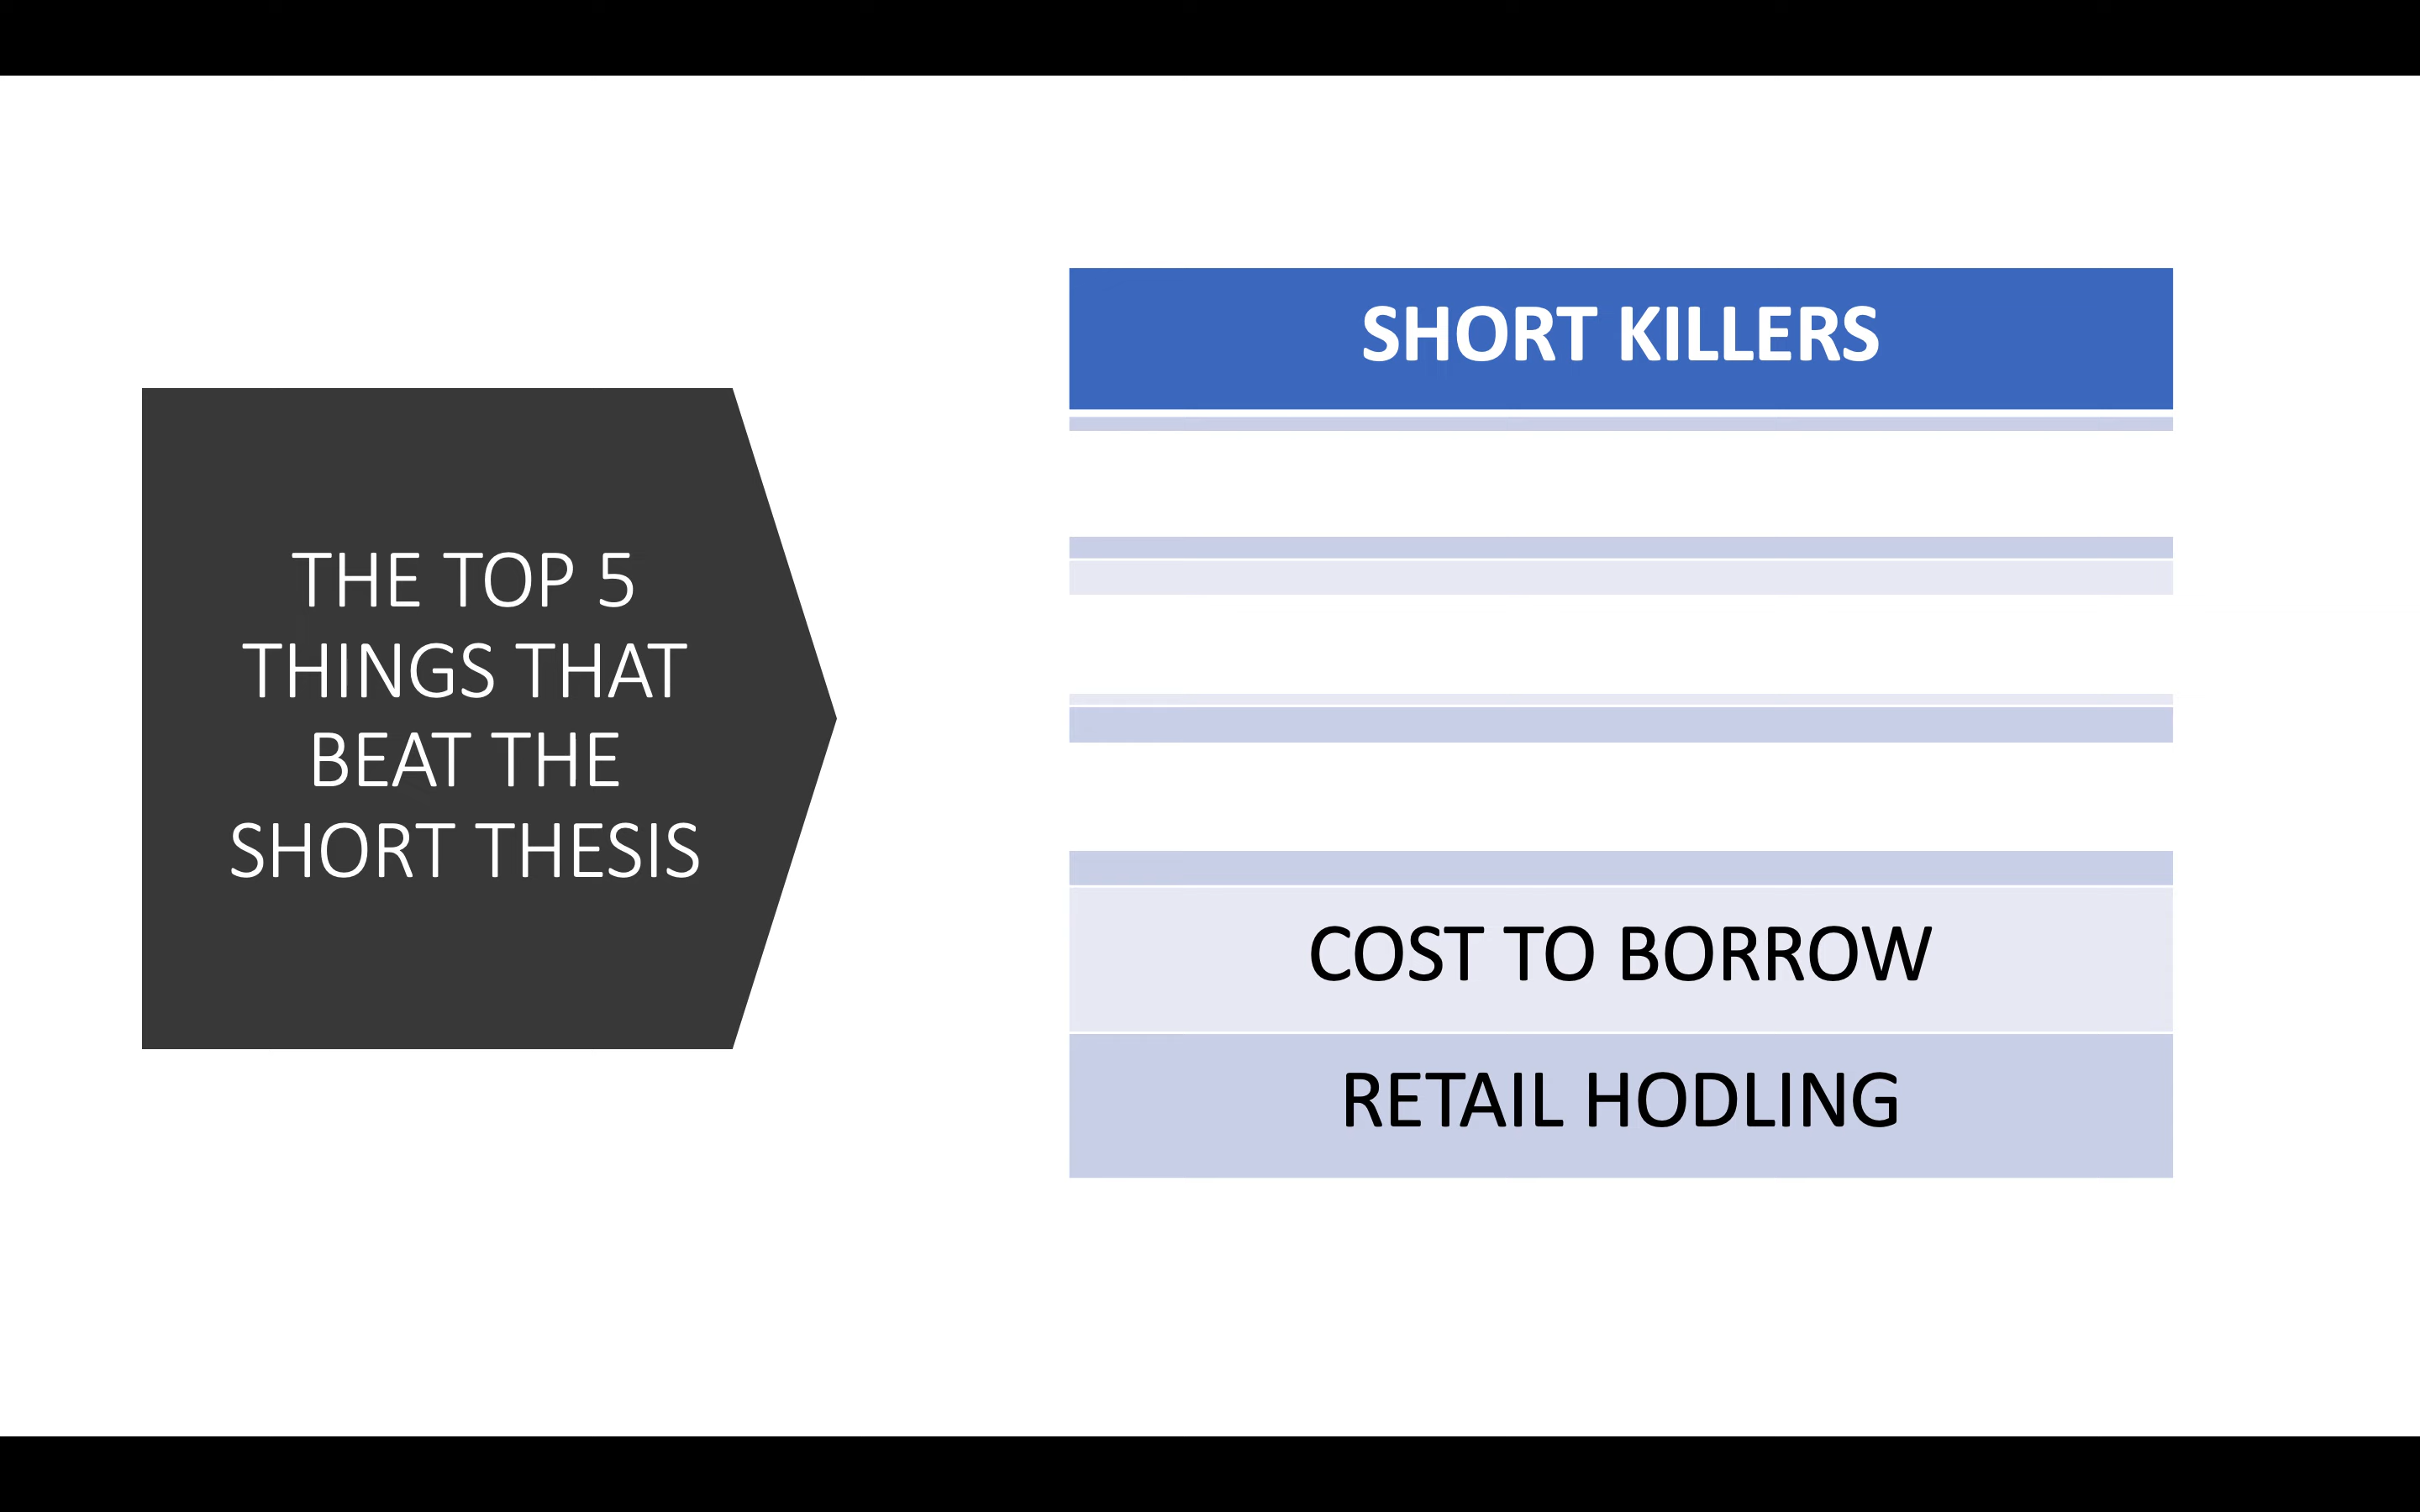 THE TOP 5
THINGS THAT
BEAT THE
SHORT THESIS
SHORT KILLERS
COST TO BORROW
RETAIL HODLING